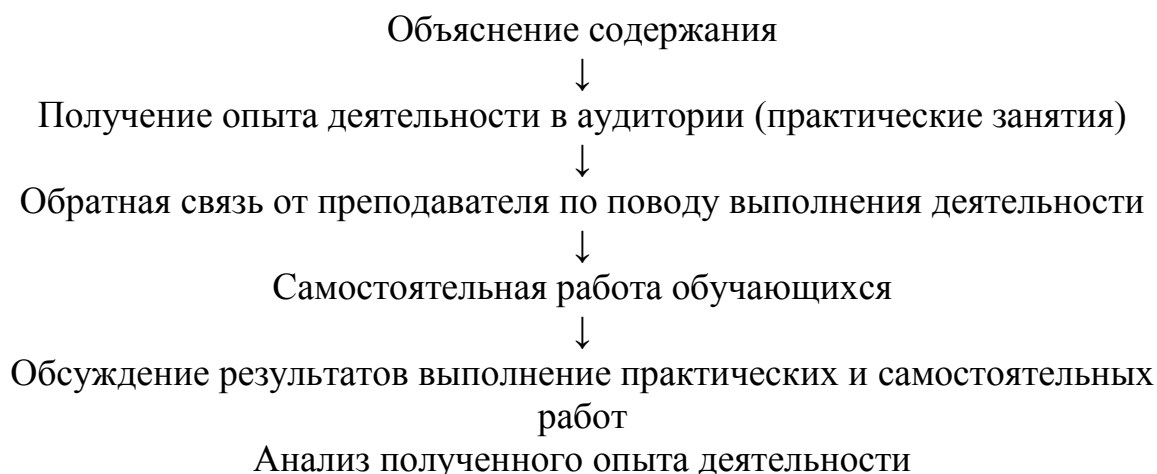 Объяснение содержания
↓
Получение опыта деятельности в аудитории (практические занятия)
↓
Обратная связь от преподавателя по поводу выполнения деятельности
↓
Самостоятельная работа обучающихся
↓
Обсуждение результатов выполнение практических и самостоятельных
работ
Анализ полученного опыта деятельности